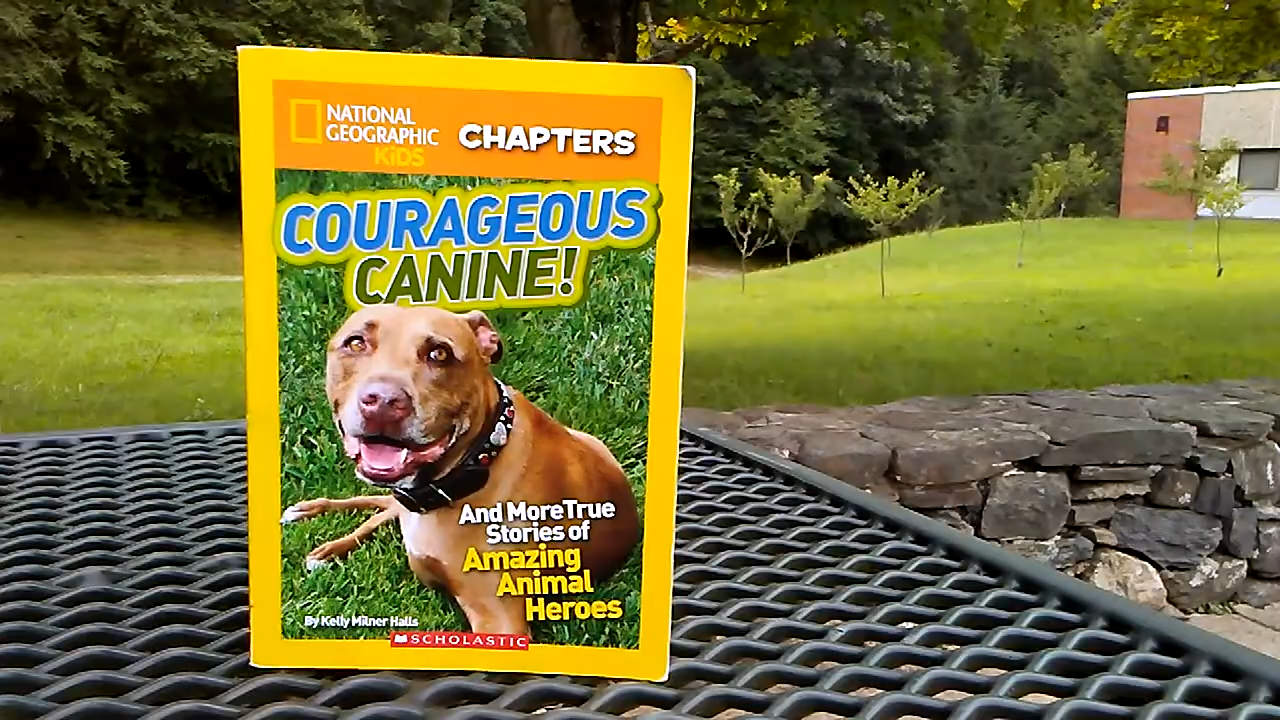 NATIONAL
GEOGRAPHIC
KiDS
CHAPTERS
COURAGEOUS
CANINE!
And More True
Stories of
Amazing
Animal
Heroes
By Kelly Milner Halls
SCHOLASTIC